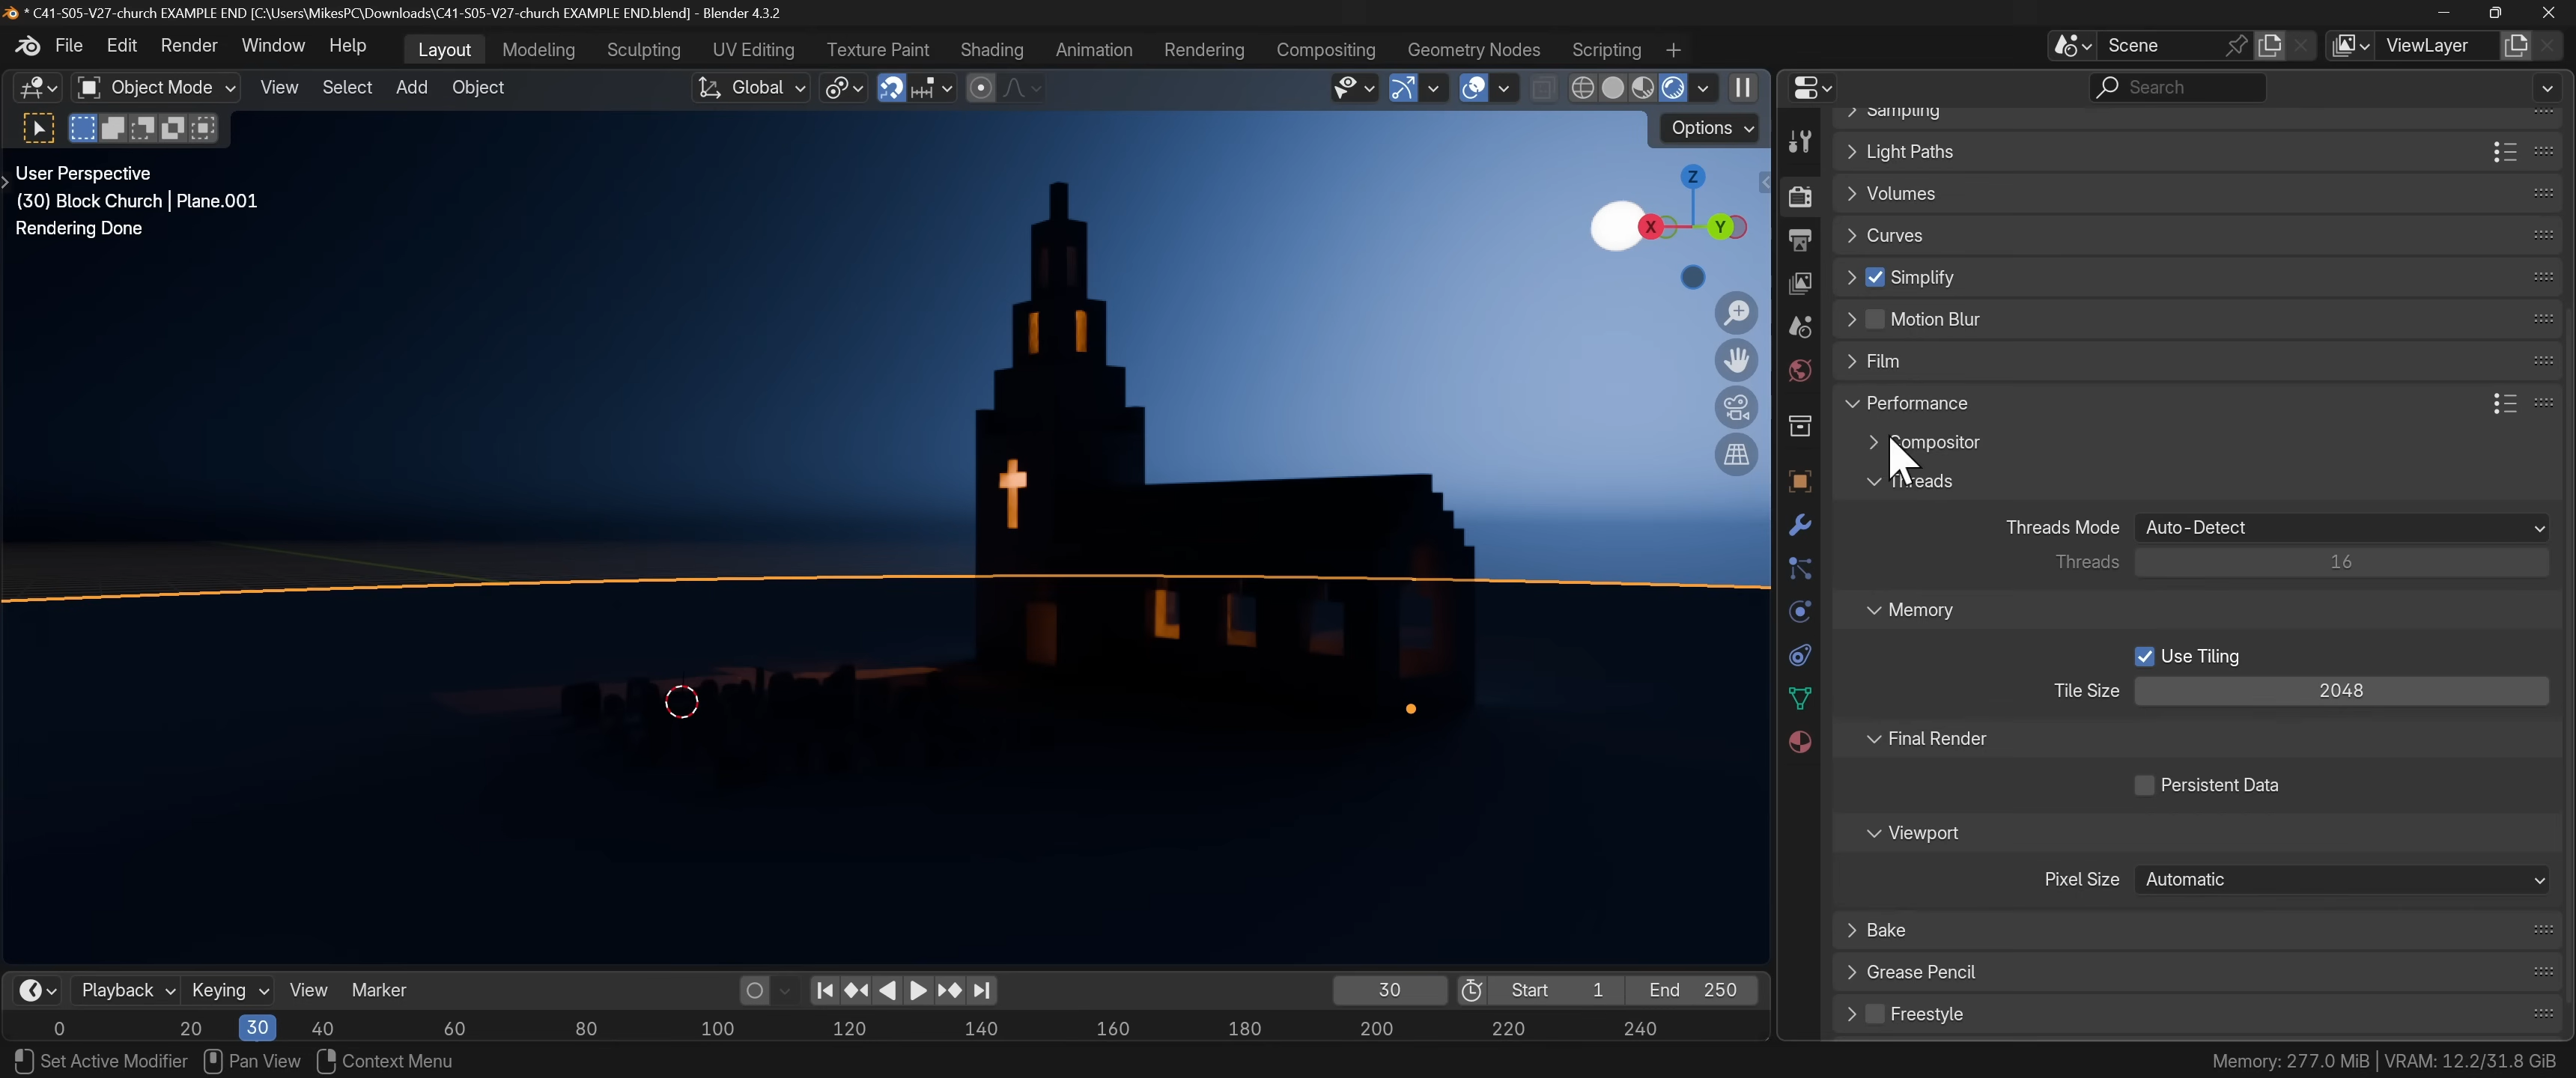 * C41-S05-V27-church EXAMPLE END [C:\Users\MikesPC\Downloads\C41-S05-V27-church EXAMPLE END.blend] - Blender 4.3.2
File Edit Render Window Help Layout Modeling Sculpting UV Editing Texture Paint Shading Animation Rendering Compositing Geometry Nodes Scripting + Scene ViewLayer
Object Mode View Select Add Object Global Search
Options
User Perspective
(30) Block Church | Plane.001
Rendering Done
Z
X Y
Sampling
Light Paths
Volumes
Curves
Simplify
Motion Blur
Film
Performance
Compositor
Threads
Threads Mode Auto-Detect
Threads 16
Memory
Use Tiling
Tile Size 2048
Final Render
Persistent Data
Viewport
Pixel Size Automatic
Bake
Grease Pencil
Freestyle
Playback Keying View Marker 30 Start 1 End 250
0 20 30 40 60 80 100 120 140 160 180 200 220 240
Set Active Modifier Pan View Context Menu Memory: 277.0 MiB | VRAM: 12.2/31.8 GiB